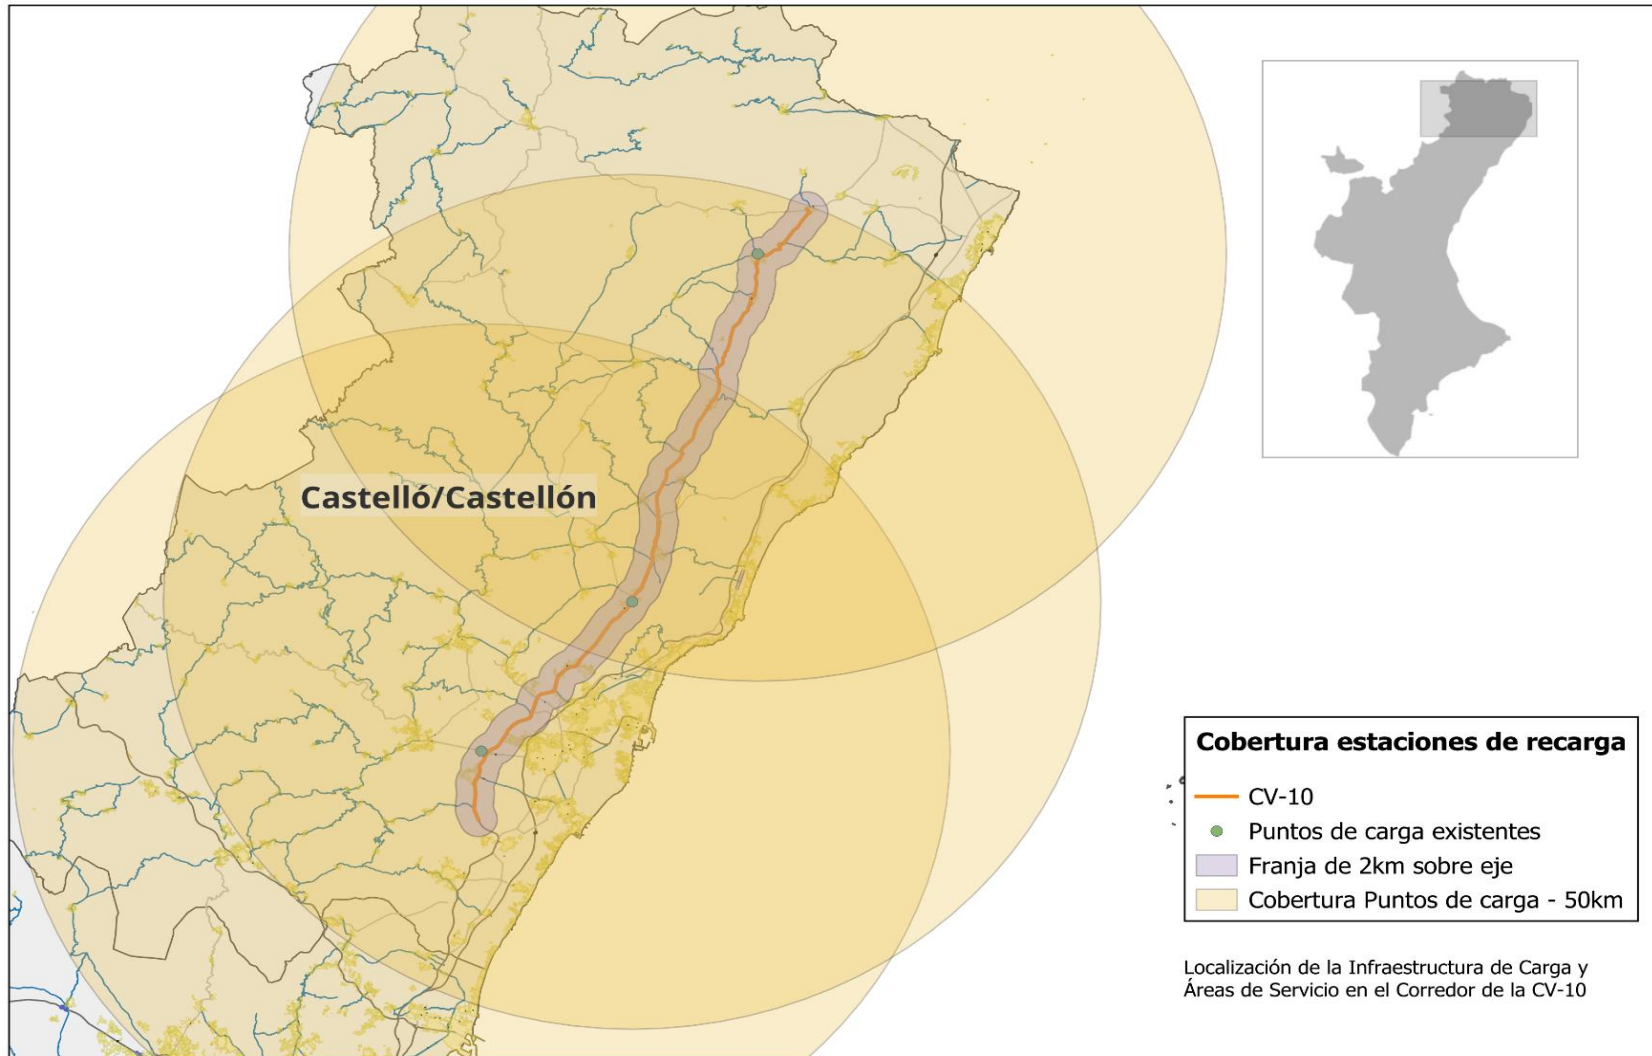 Castelló/Castellón
Cobertura estaciones de recarga
CV-10
Puntos de carga existentes
Franja de 2km sobre eje
Cobertura Puntos de carga - 50km
Localización de la Infraestructura de Carga y
Áreas de Servicio en el Corredor de la CV-10